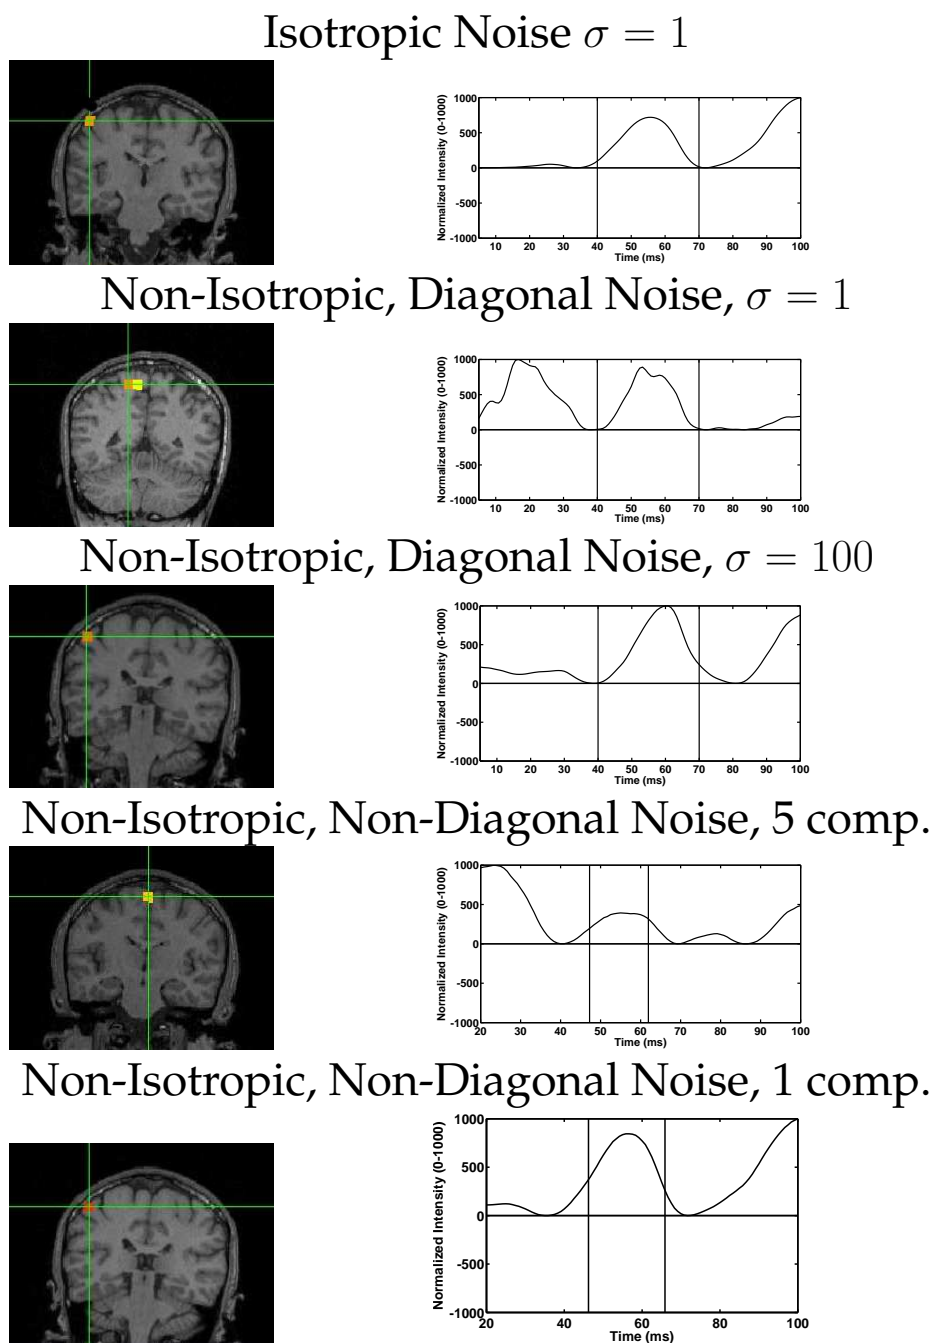 Isotropic Noise σ = 1
Normalized Intensity (0-1000)
1000
500
0
-500
-1000
10 20 30 40 50 60 70 80 90 100
Time (ms)
Non-Isotropic, Diagonal Noise, σ = 1
Normalized Intensity (0-1000)
1000
500
0
-500
-1000
10 20 30 40 50 60 70 80 90 100
Time (ms)
Non-Isotropic, Diagonal Noise, σ = 100
Normalized Intensity (0-1000)
1000
500
0
-500
-1000
10 20 30 40 50 60 70 80 90 100
Time (ms)
Non-Isotropic, Non-Diagonal Noise, 5 comp.
Normalized Intensity (0-1000)
1000
500
0
-500
-1000
20 30 40 50 60 70 80 90 100
Time (ms)
Non-Isotropic, Non-Diagonal Noise, 1 comp.
Normalized Intensity (0-1000)
1000
500
0
-500
-1000
20 40 60 80 100
Time (ms)